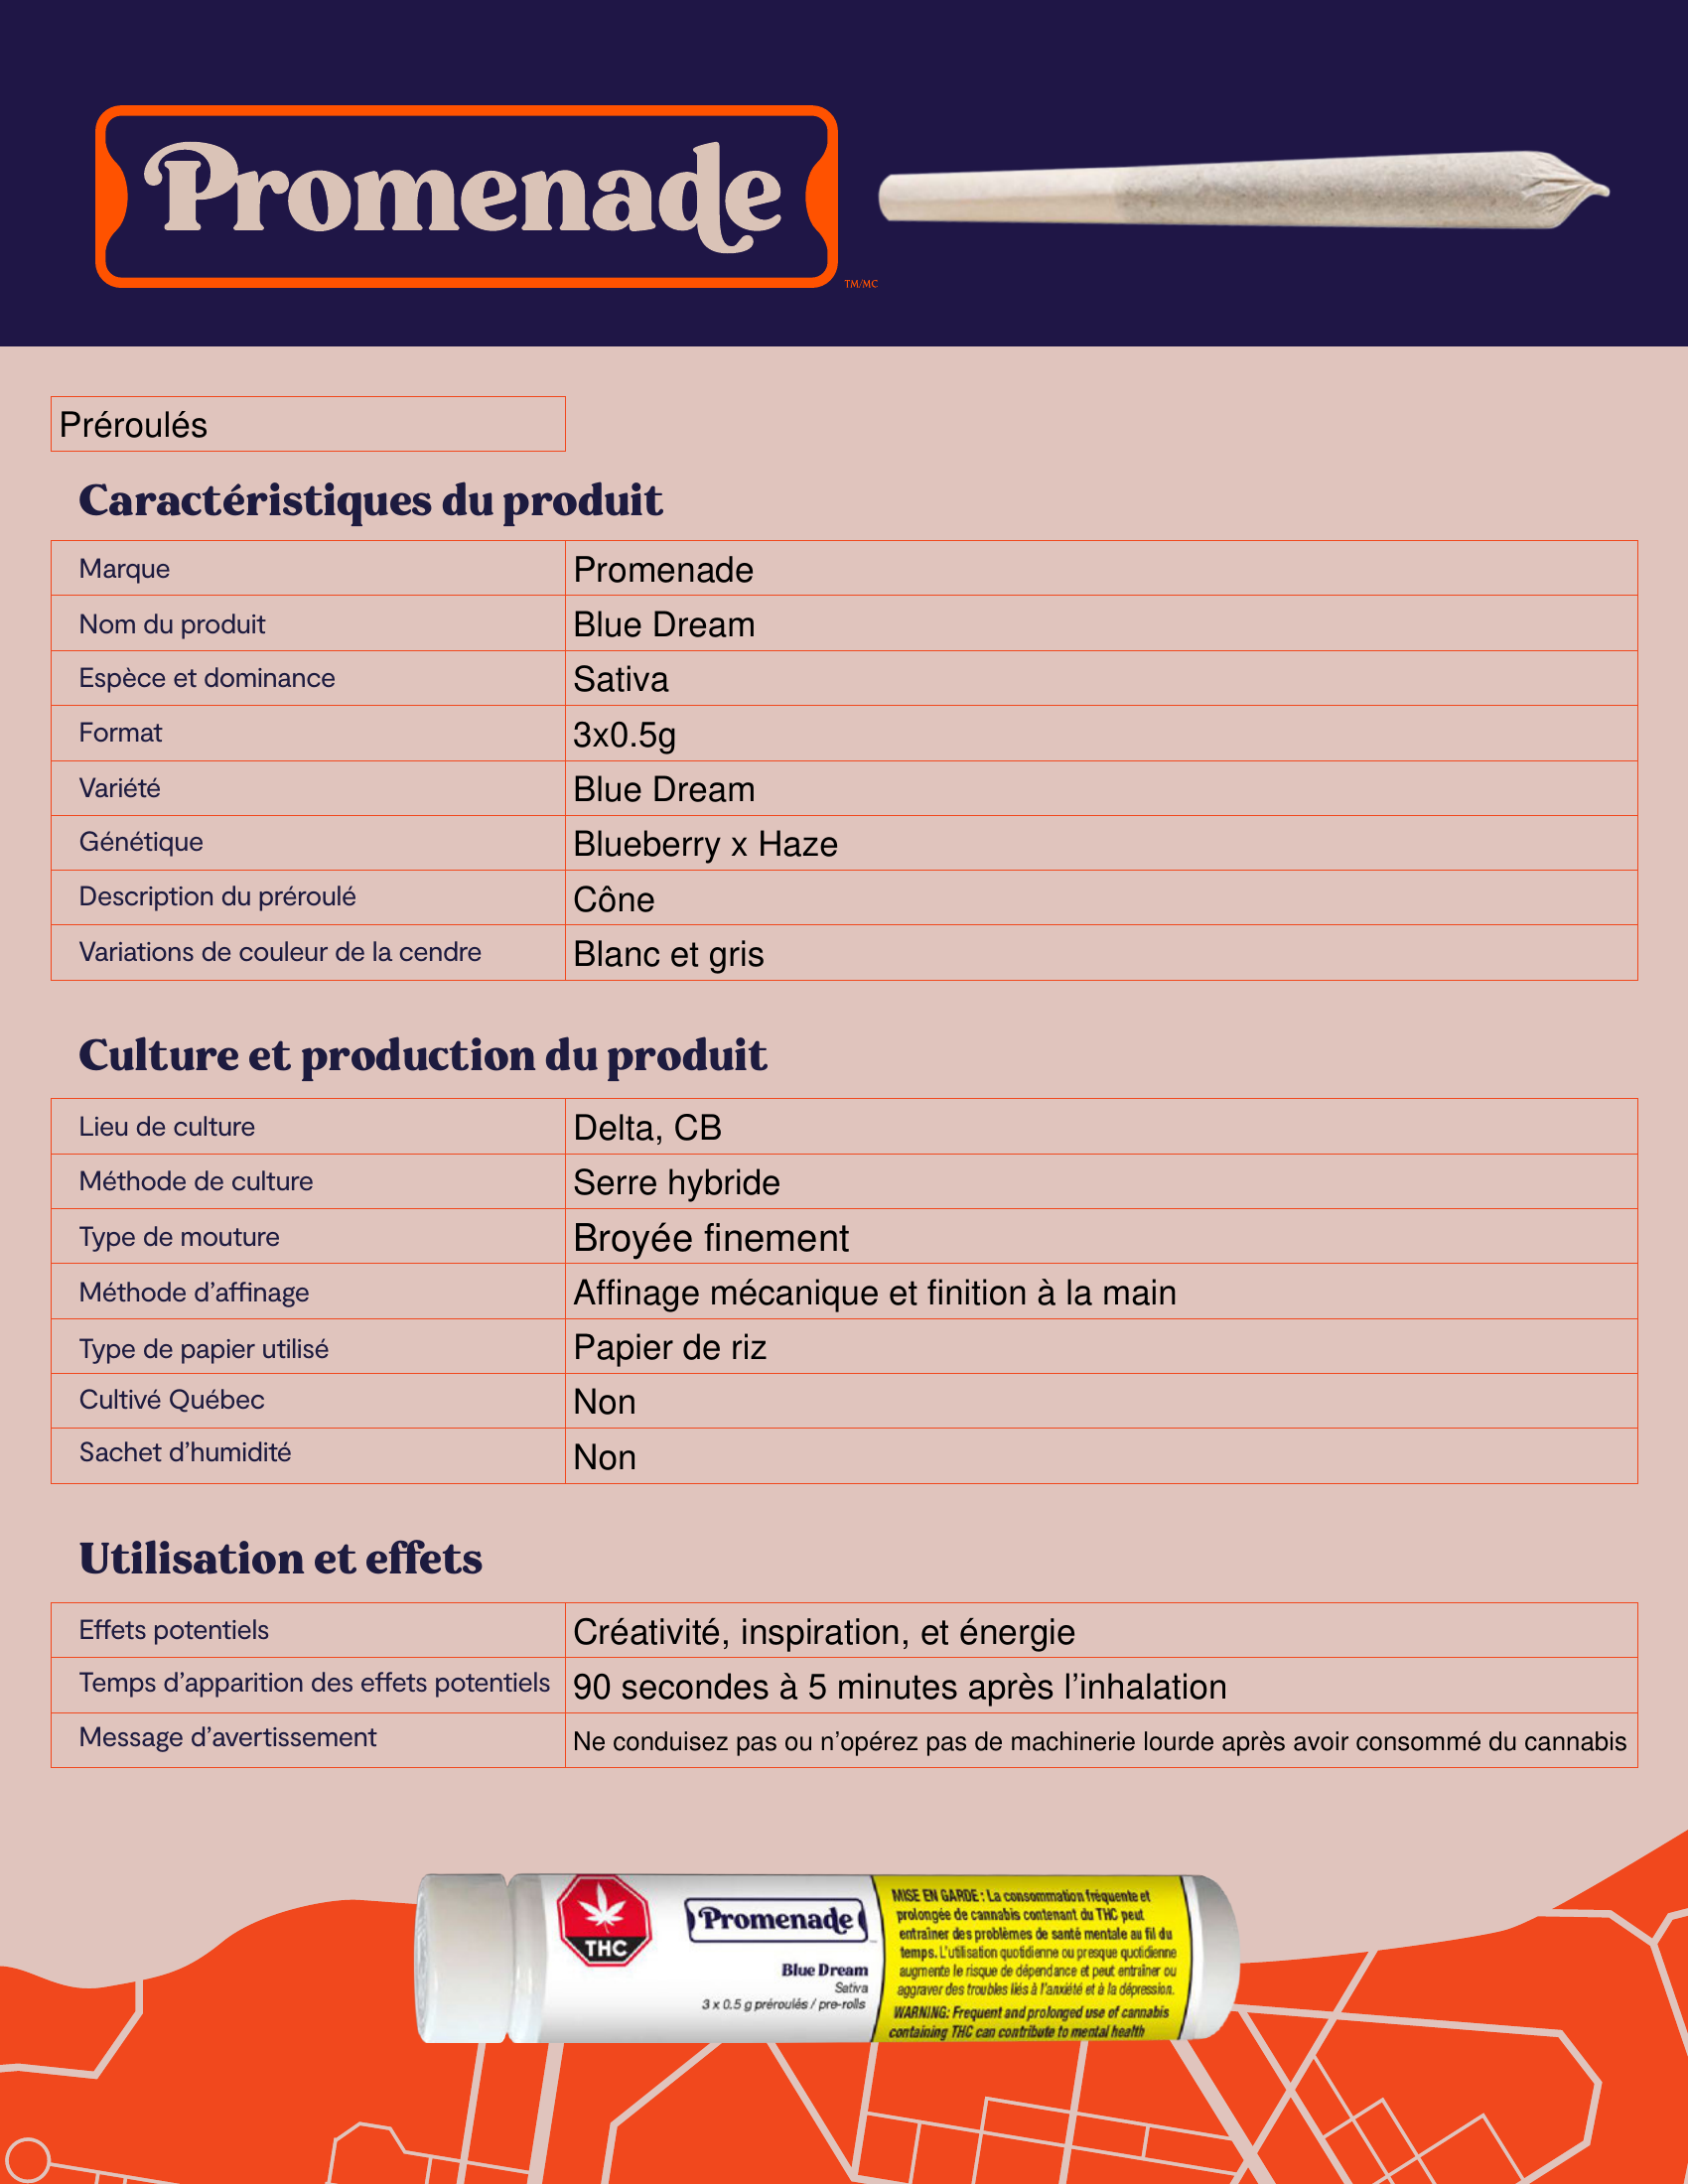 Promenade
TM/MC
Préroulés
Caractéristiques du produit
Marque Promenade
Nom du produit Blue Dream
Espèce et dominance Sativa
Format 3x0.5g
Variété Blue Dream
Génétique Blueberry x Haze
Description du préroulé Cône
Variations de couleur de la cendre Blanc et gris
Culture et production du produit
Lieu de culture Delta, CB
Méthode de culture Serre hybride
Type de mouture Broyée finement
Méthode d’affinage Affinage mécanique et finition à la main
Type de papier utilisé Papier de riz
Cultivé Québec Non
Sachet d’humidité Non
Utilisation et effets
Effets potentiels Créativité, inspiration, et énergie
Temps d’apparition des effets potentiels 90 secondes à 5 minutes après l’inhalation
Message d’avertissement Ne conduisez pas ou n’opérez pas de machinerie lourde après avoir consommé du cannabis
THC
Promenade
Blue Dream
Sativa
3 x 0.5 g préroulés / pre-rolls
MISE EN GARDE : La consommation fréquente et
prolongée de cannabis contenant du THC peut
entraîner des problèmes de santé mentale au fil du
temps. L’utilisation quotidienne ou presque quotidienne
augmente le risque de dépendance et peut entraîner ou
aggraver des troubles liés à l’anxiété et à la dépression.
WARNING: Frequent and prolonged use of cannabis
containing THC can contribute to mental health